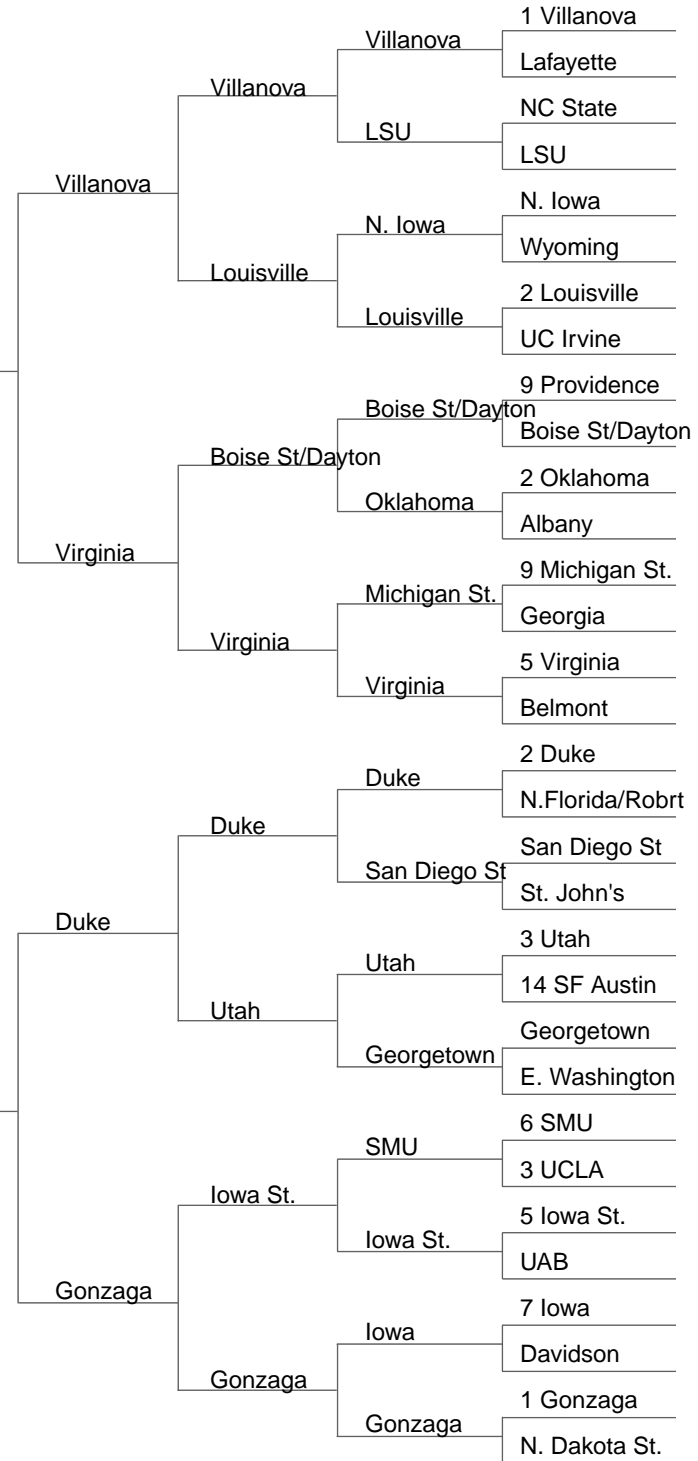 1 Villanova
Villanova
Lafayette
Villanova
NC State
LSU
LSU
Villanova
N. Iowa
N. Iowa
Wyoming
Louisville
2 Louisville
Louisville
UC Irvine
9 Providence
Boise St/Dayton
Boise St/Dayton
Boise St/Dayton
2 Oklahoma
Oklahoma
Albany
Virginia
9 Michigan St.
Michigan St.
Georgia
Virginia
5 Virginia
Virginia
Belmont
2 Duke
Duke
N.Florida/Robrt
Duke
San Diego St
San Diego St
St. John's
Duke
3 Utah
Utah
14 SF Austin
Utah
Georgetown
Georgetown
E. Washington
6 SMU
SMU
3 UCLA
Iowa St.
5 Iowa St.
Iowa St.
UAB
Gonzaga
7 Iowa
Iowa
Davidson
Gonzaga
1 Gonzaga
Gonzaga
N. Dakota St.